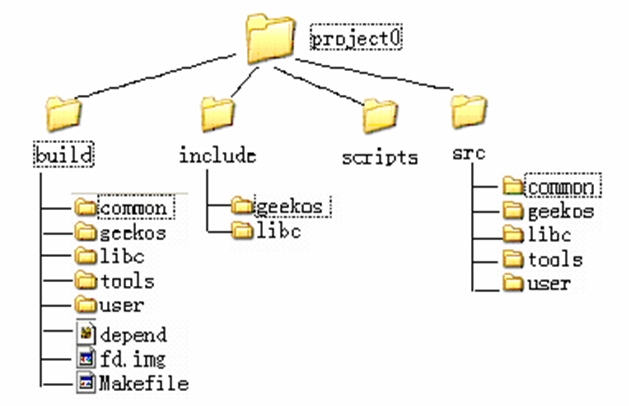 project0
build
include
scripts
src
common
geekos
libc
tools
user
depend
fd.img
Makefile
geekos
libc
common
geekos
libc
tools
user